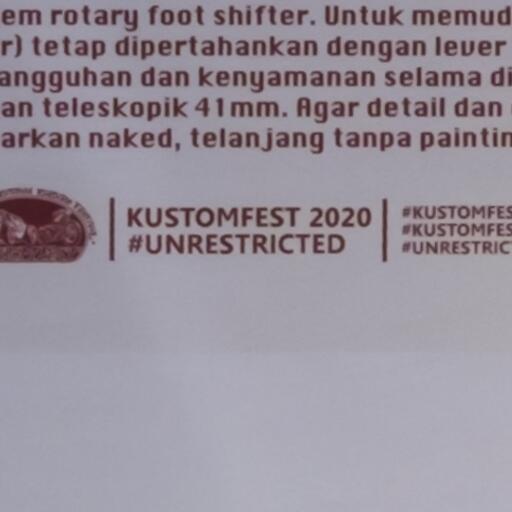 em rotary foot shifter. Untuk memud
r) tetap dipertahankan dengan lever
angguhan dan kenyamanan selama di
an teleskopik 41mm. Agar detail dan
arkan naked, telanjang tanpa paintin
KUSTOMFEST 2020
#UNRESTRICTED
#KUSTOMFES
#KUSTOMFES
#UNRESTRICT